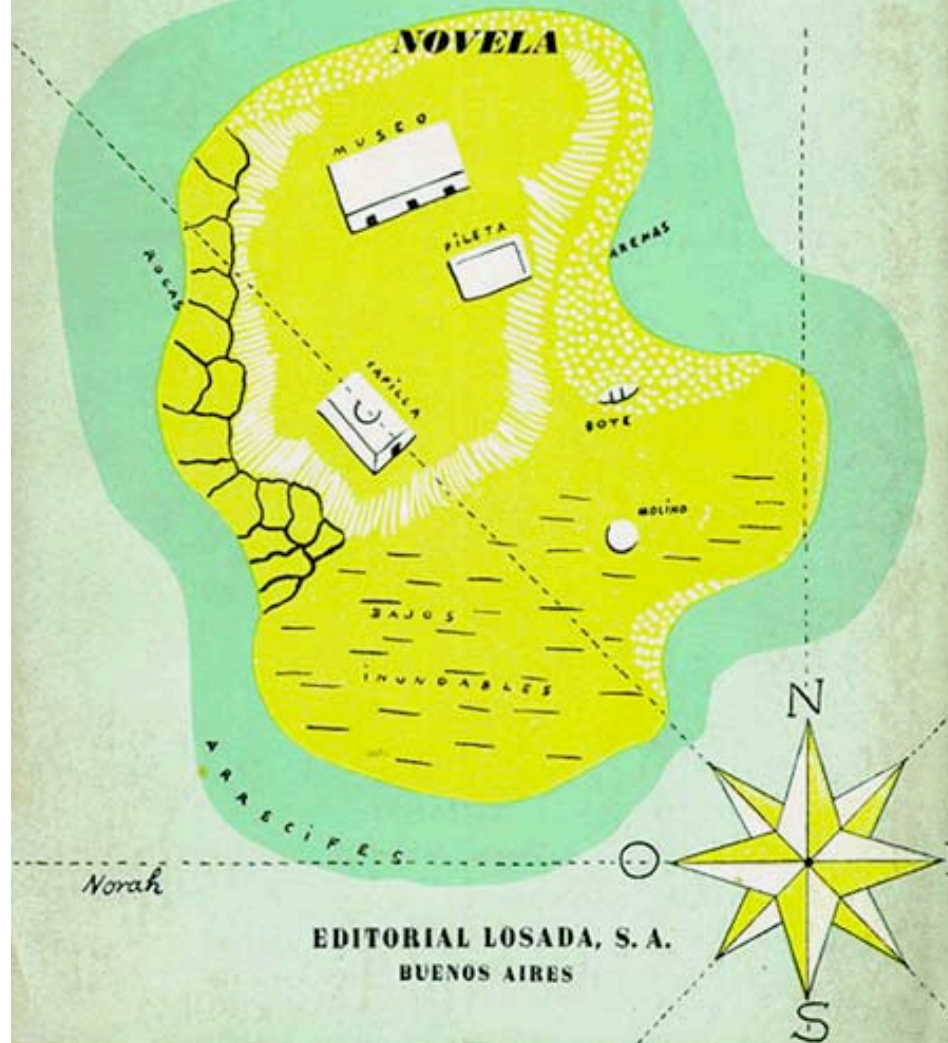 NOVELA
MUSEO
PILETA
ARENAS
ROCAS
CAPILLA
BOTE
MOLINO
BAJOS
INUNDABLES
N
ARRECIFES
O
Norah
EDITORIAL LOSADA, S. A.
BUENOS AIRES
S